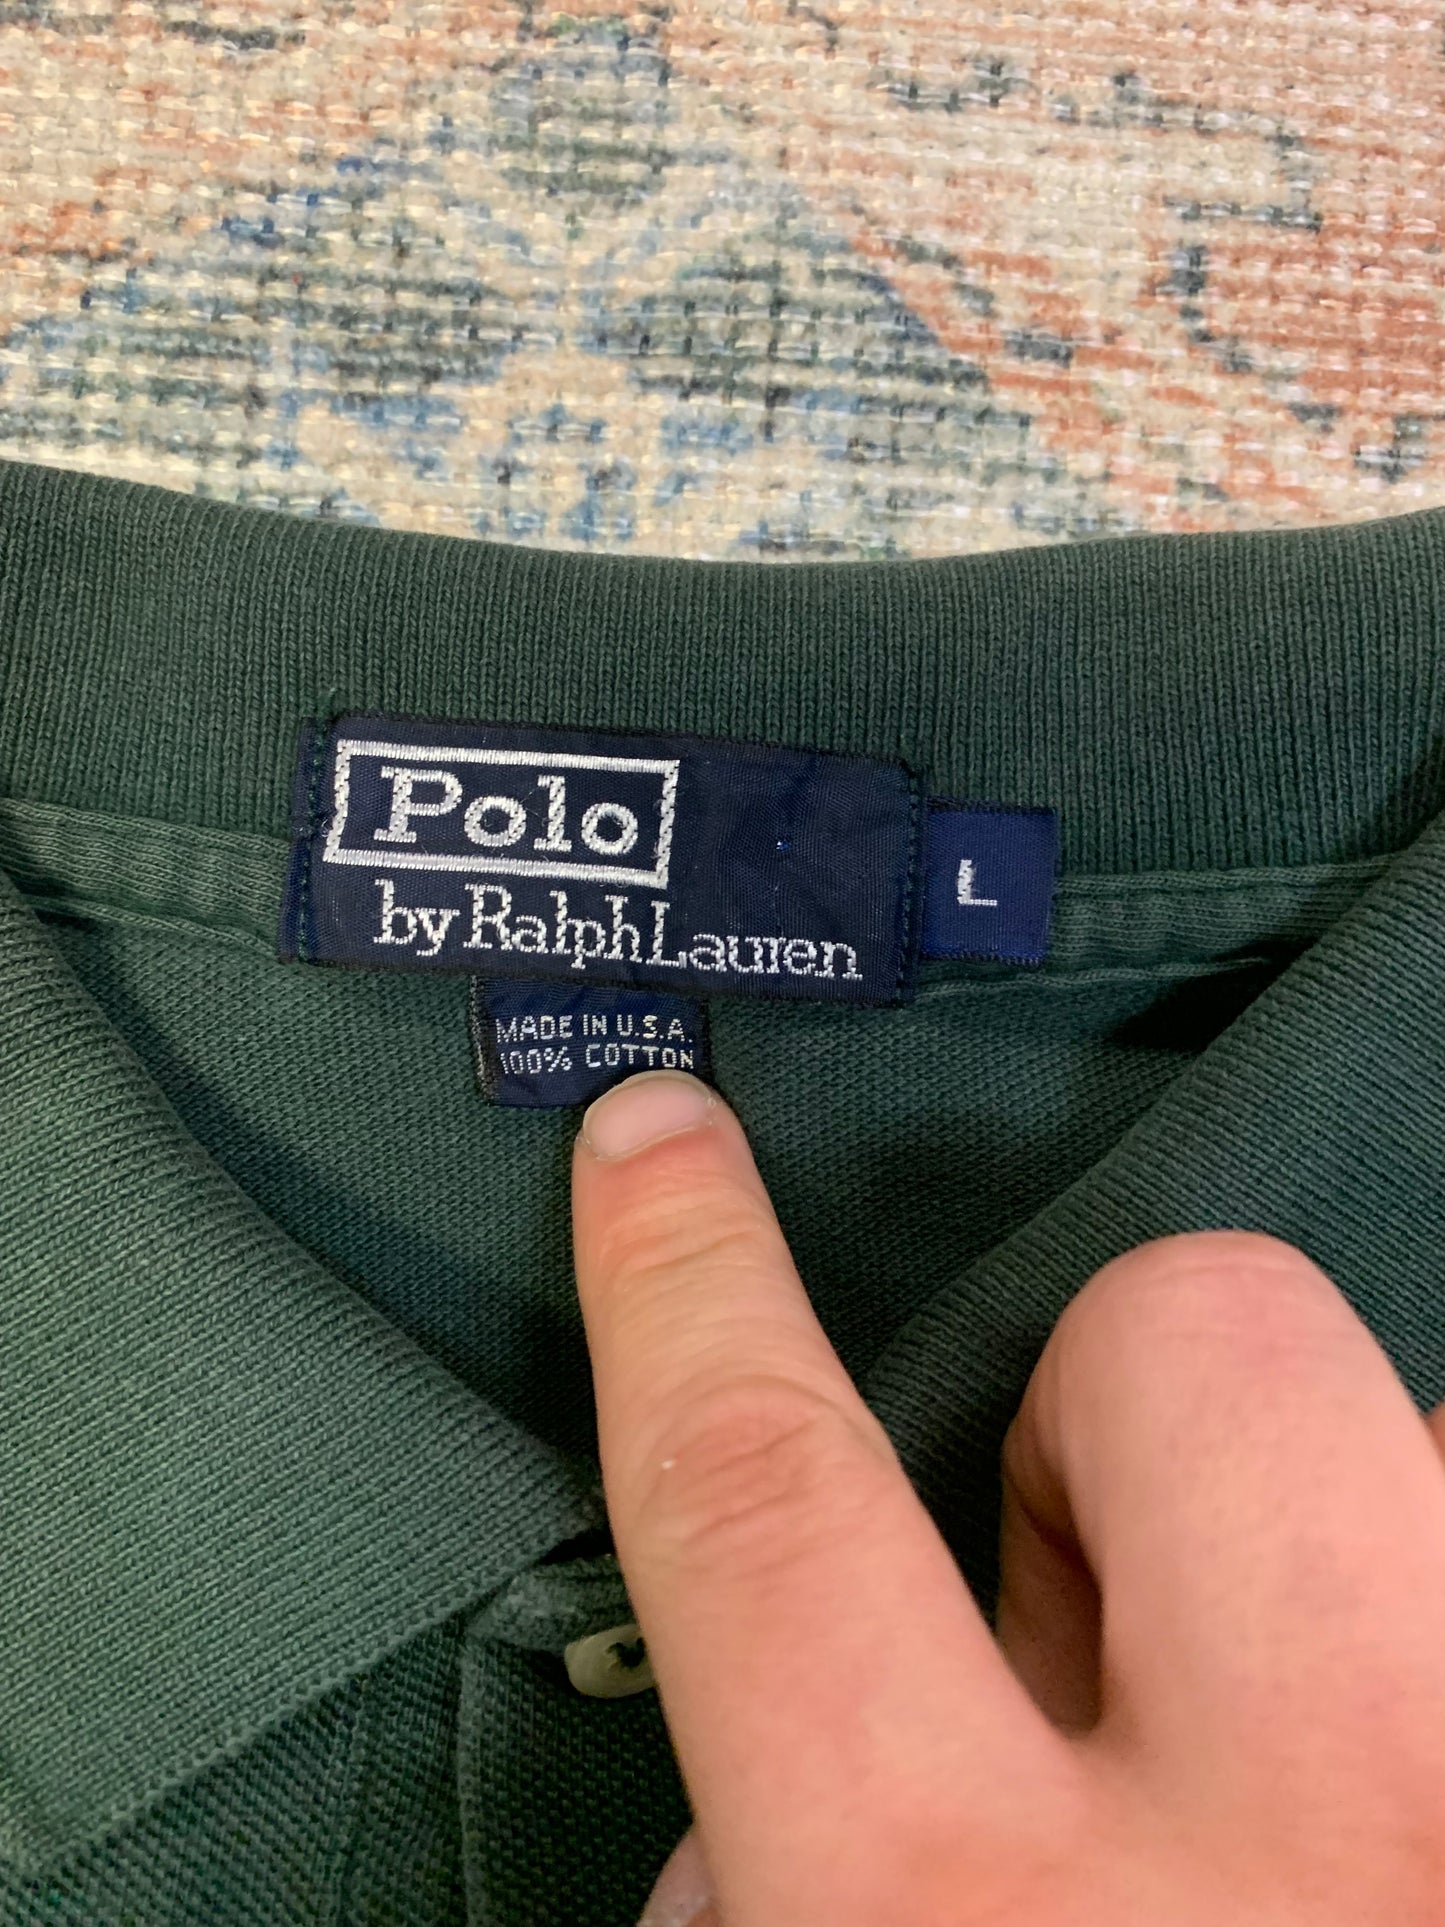 Polo
by Ralph Lauren
L
MADE IN U.S.A.
100% COTTON